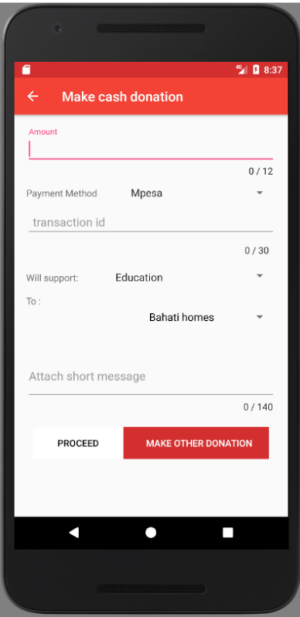 8:37
Make cash donation
Amount
0 / 12
Payment Method Mpesa
transaction id
0 / 30
Will support: Education
To :
Bahati homes
Attach short message
0 / 140
PROCEED MAKE OTHER DONATION